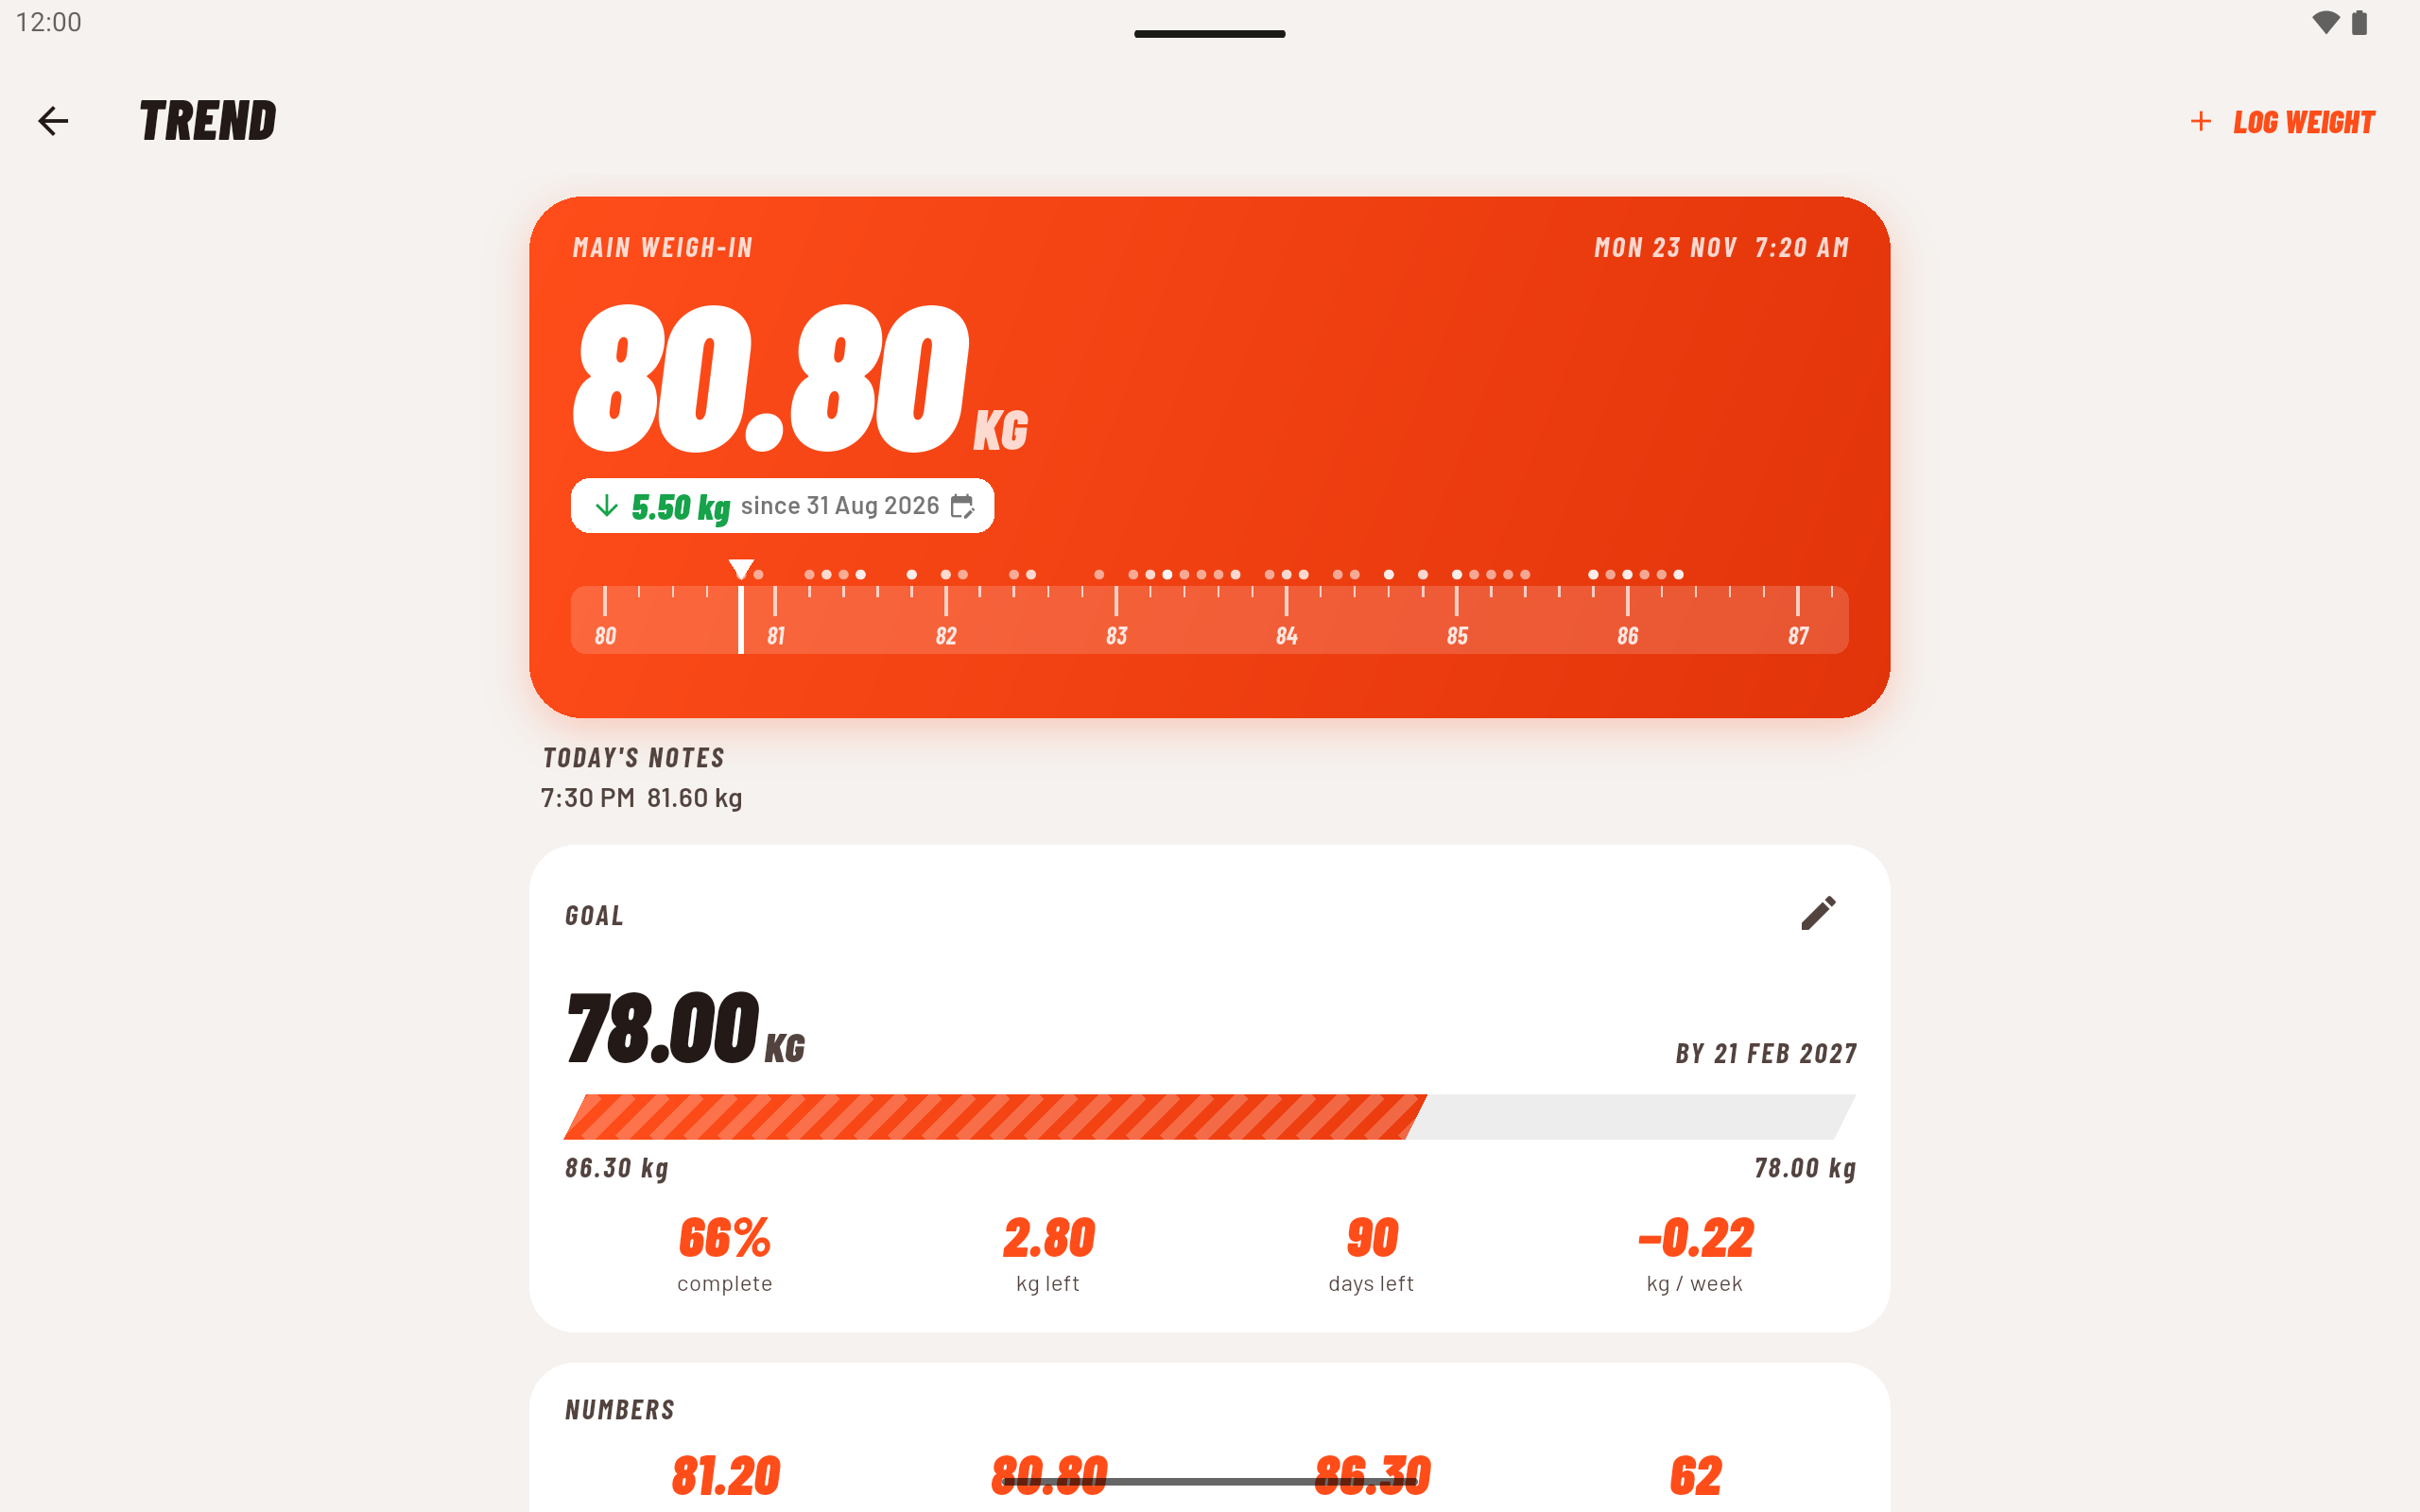 12:00
TREND
+ LOG WEIGHT
MAIN WEIGH-IN
MON 23 NOV 7:20 AM
80.80 KG
5.50 kg since 31 Aug 2026
80 81 82 83 84 85 86 87
TODAY'S NOTES
7:30 PM 81.60 kg
GOAL
78.00 KG
BY 21 FEB 2027
86.30 kg
78.00 kg
66% 2.80 90 –0.22
complete kg left days left kg / week
NUMBERS
81.20 80.80 86.30 62